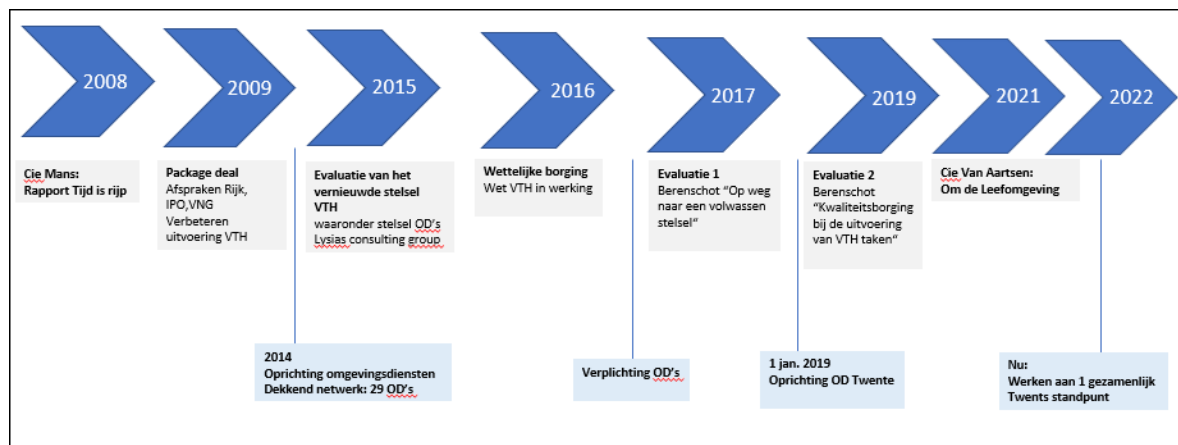 2008
2009
2015
2016
2017
2019
2021
2022
Cie Mans:
Rapport Tijd is rijp
Package deal
Afspraken Rijk,
IPO,VNG
Verbeteren
uitvoering VTH
Evaluatie van het
vernieuwde stelsel
VTH
waaronder stelsel OD's
Lysias consulting group
Wettelijke borging
Wet VTH in werking
Evaluatie 1
Berenschot “Op weg
naar een volwassen
stelsel“
Evaluatie 2
Berenschot
“Kwaliteitsborging
bij de uitvoering
van VTH taken“
Cie Van Aartsen:
Om de Leefomgeving
2014
Oprichting omgevingsdiensten
Dekkend netwerk: 29 OD's
Verplichting OD's
1 jan. 2019
Oprichting OD Twente
Nu:
Werken aan 1 gezamenlijk
Twents standpunt